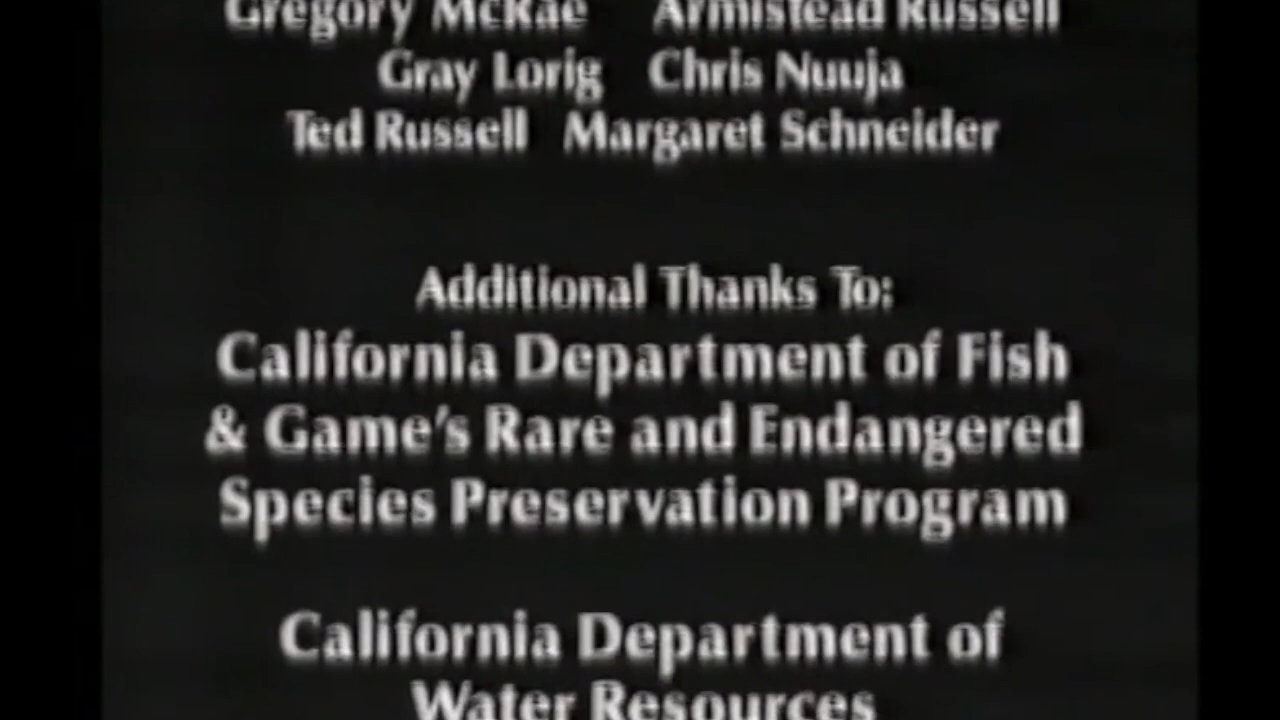 Gregory McRae Armistead Russell
Gray Lorig Chris Nuuja
Ted Russell Margaret Schneider
Additional Thanks To:
California Department of Fish
& Game's Rare and Endangered
Species Preservation Program
California Department of
Water Resources